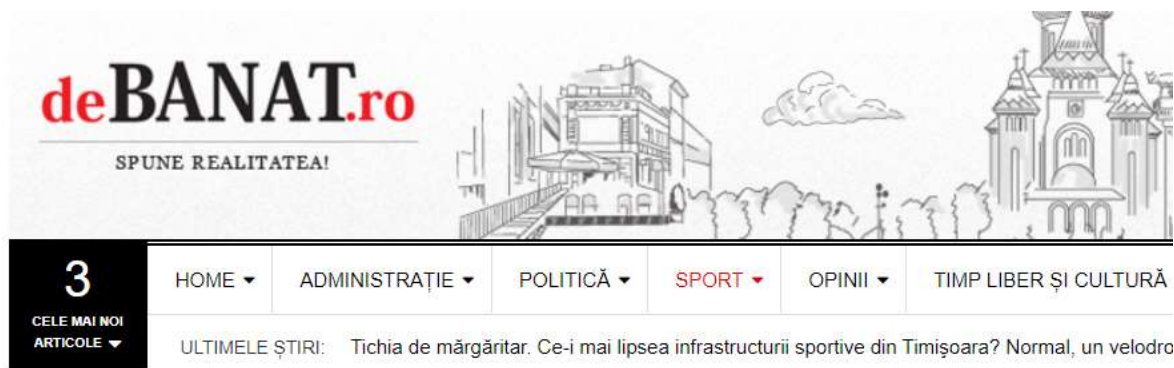 deBANAT.ro
SPUNE REALITATEA!
3
CELE MAI NOI
ARTICOLE
HOME
ADMINISTRAȚIE
POLITICĂ
SPORT
OPINII
TIMP LIBER ȘI CULTURĂ
ULTIMELE ȘTIRI: Tichia de mărgăritar. Ce-i mai lipsea infrastructurii sportive din Timișoara? Normal, un velodro